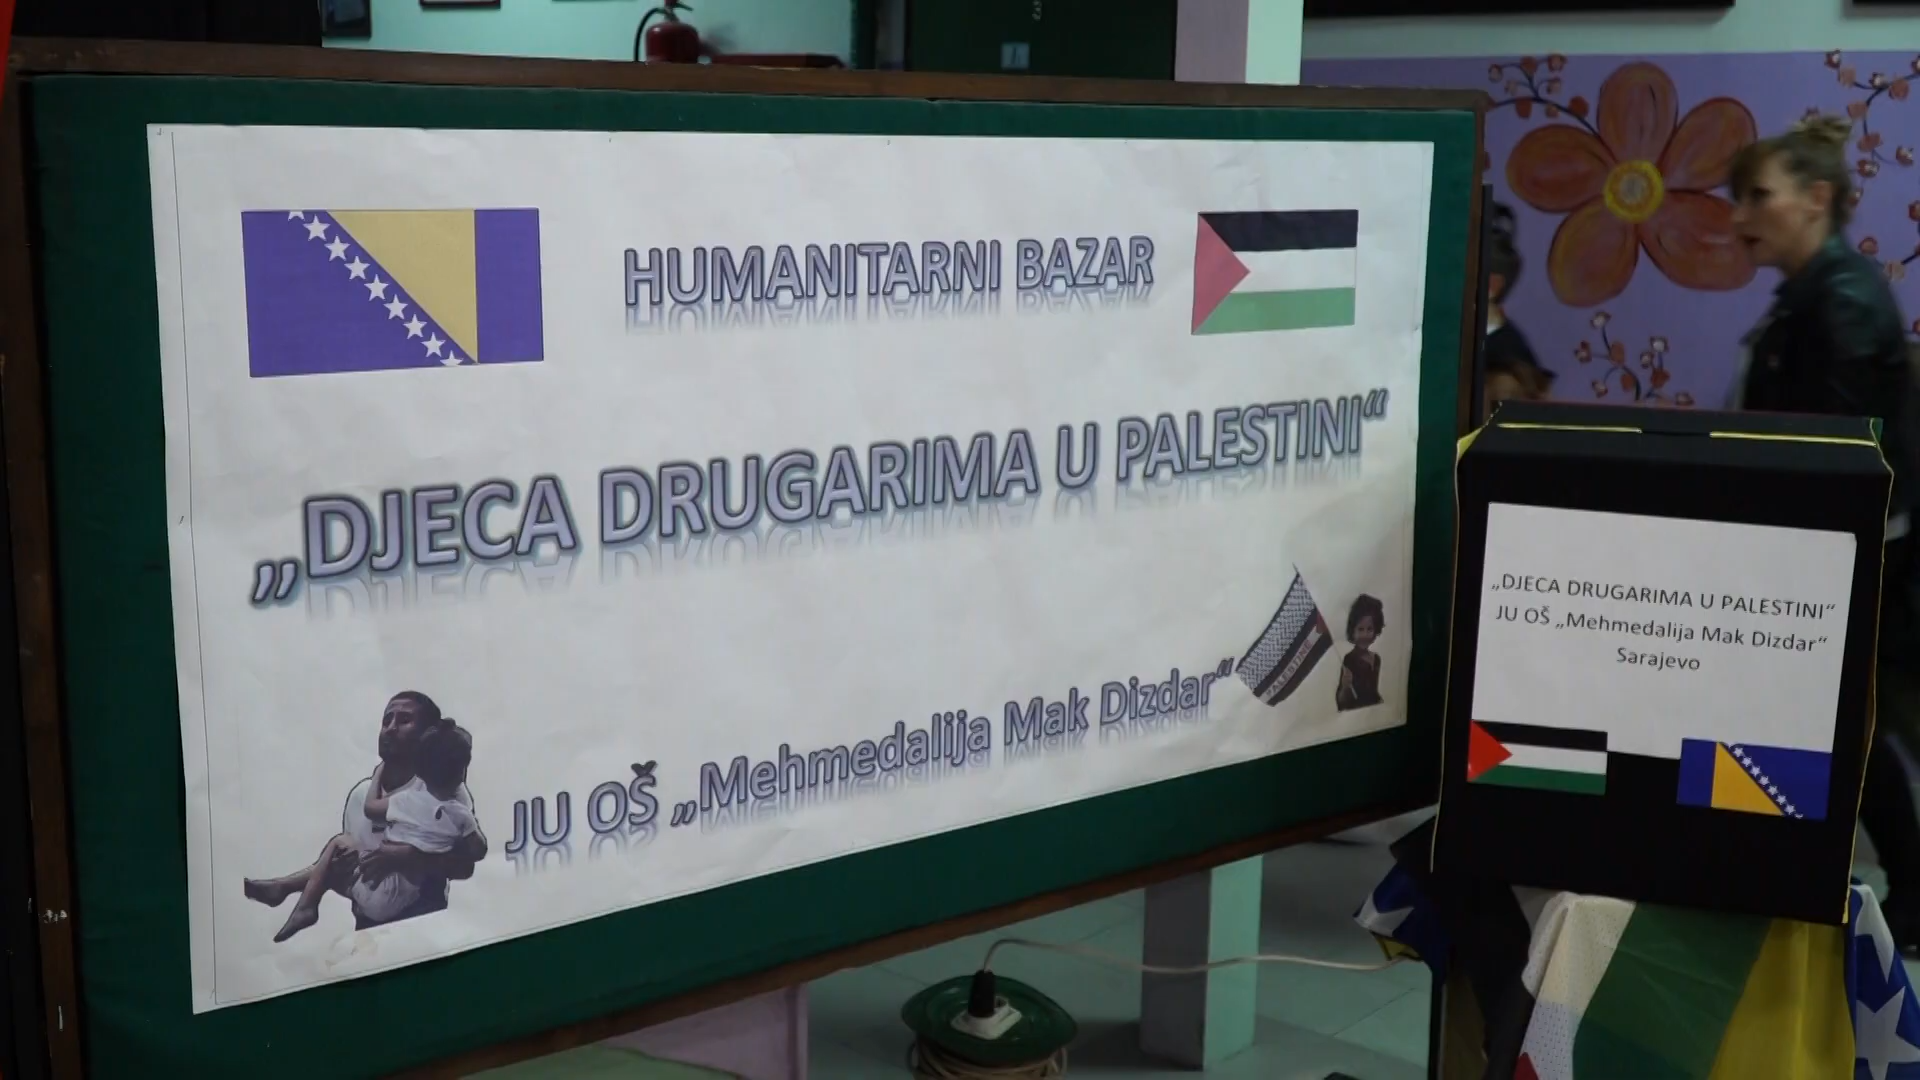 HUMANITARNI BAZAR
„DJECA DRUGARIMA U PALESTINI“
JU OŠ „Mehmedalija Mak Dizdar“
PALESTINE
„DJECA DRUGARIMA U PALESTINI“
JU OŠ „Mehmedalija Mak Dizdar“
Sarajevo